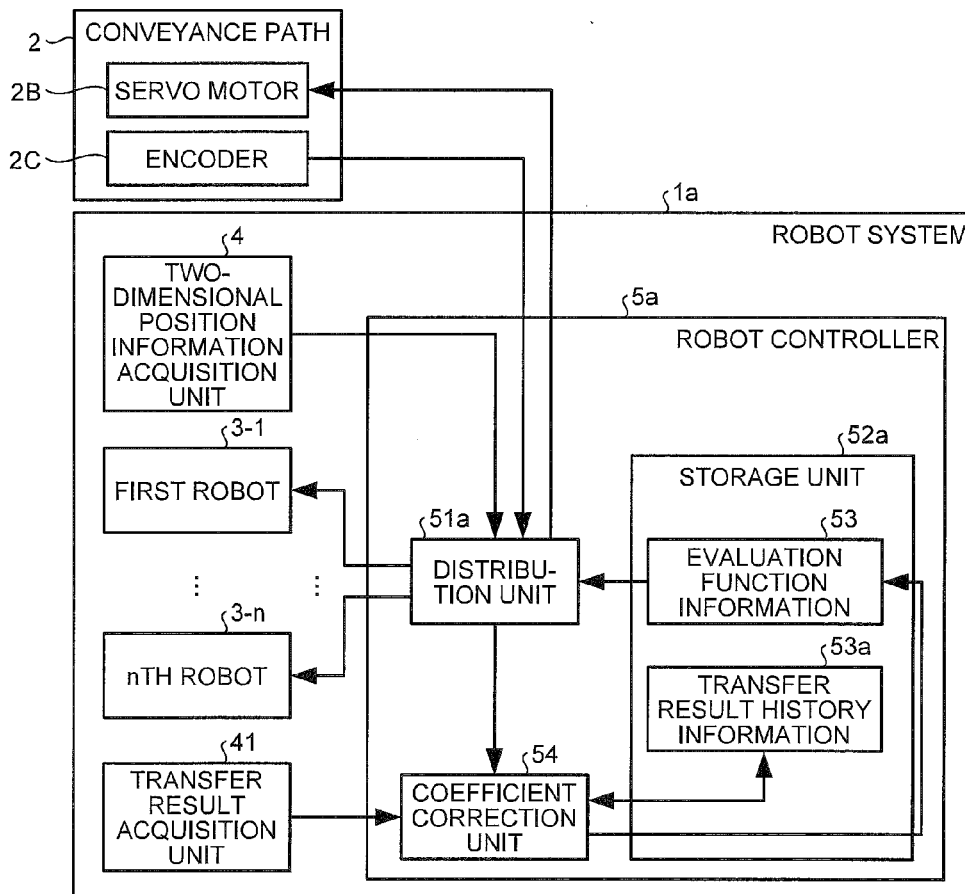 2
CONVEYANCE PATH
2B
SERVO MOTOR
2C
ENCODER
1a
ROBOT SYSTEM
4
TWO-
DIMENSIONAL
POSITION
INFORMATION
ACQUISITION
UNIT
5a
ROBOT CONTROLLER
3-1
FIRST ROBOT
52a
STORAGE UNIT
51a
DISTRIBU-
TION UNIT
53
EVALUATION
FUNCTION
INFORMATION
...
...
3-n
nTH ROBOT
53a
TRANSFER
RESULT HISTORY
INFORMATION
41
TRANSFER
RESULT
ACQUISITION
UNIT
54
COEFFICIENT
CORRECTION
UNIT